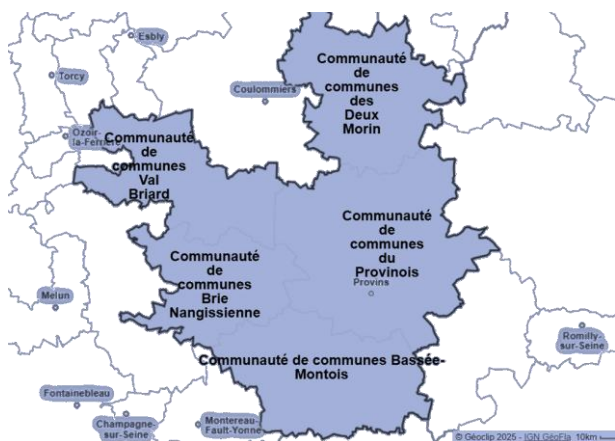 Esbly
Torcy
Coulommiers
Communauté
de
communes
des
Deux
Morin
Ozoir-
la-Ferrière
Communauté
de
communes
Val
Briard
Communauté
de
communes
du
Provinois
Provins
Communauté
de
communes
Brie
Nangissienne
Melun
Romilly-
sur-Seine
Communauté de communes Bassée-
Montois
Fontainebleau
Champagne-
sur-Seine
Montereau-
Fault-Yonne
© Géoclip 2025 - IGN GéoFla 10km